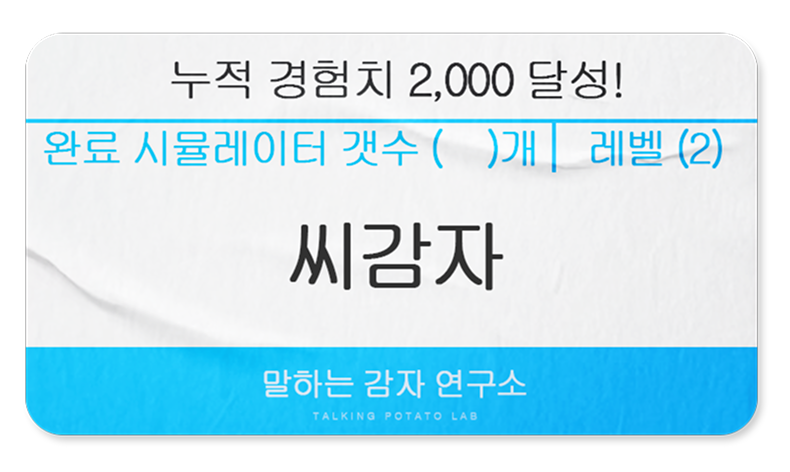 누적 경험치 2,000 달성!
완료 시뮬레이터 갯수 (    )개 레벨 (2)
씨감자
말하는 감자 연구소
TALKING POTATO LAB